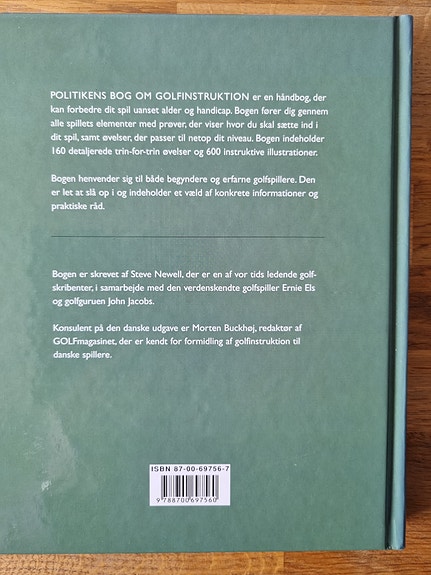 POLITIKENS BOG OM GOLFINSTRUKTION er en håndbog, der
kan forbedre dit spil uanset alder og handicap. Bogen fører dig gennem
alle spillets elementer med prøver, der viser hvor du skal sætte ind i
dit spil, samt øvelser, der passer til netop dit niveau. Bogen indeholder
160 detaljerede trin-for-trin øvelser og 600 instruktive illustrationer.
Bogen henvender sig til både begyndere og erfarne golfspillere. Den
er let at slå op i og indeholder et væld af konkrete informationer og
praktiske råd.
Bogen er skrevet af Steve Newell, der er en af vor tids ledende golf-
skribenter, i samarbejde med den verdenskendte golfspiller Ernie Els
og golfguruen John Jacobs.
Konsulent på den danske udgave er Morten Buckhøj, redaktør af
GOLFmagasinet, der er kendt for formidling af golfinstruktion til
danske spillere.
ISBN 87-00-69756-7
9 788700 697560